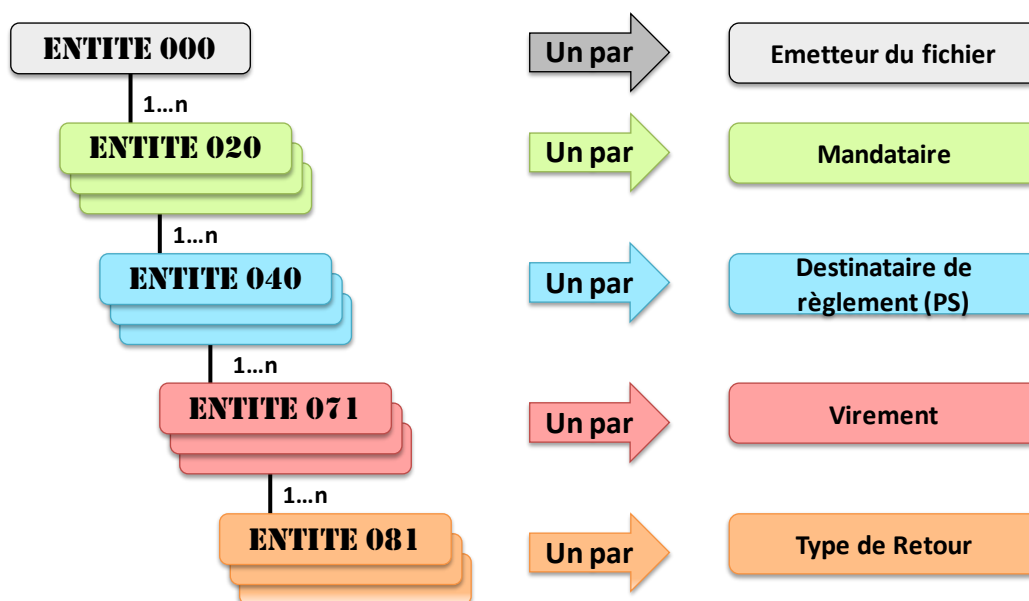 ENTITE 000
Un par
Emetteur du fichier
1...n
ENTITE 020
Un par
Mandataire
1...n
ENTITE 040
Un par
Destinataire de
règlement (PS)
1...n
ENTITE 071
Un par
Virement
1...n
ENTITE 081
Un par
Type de Retour